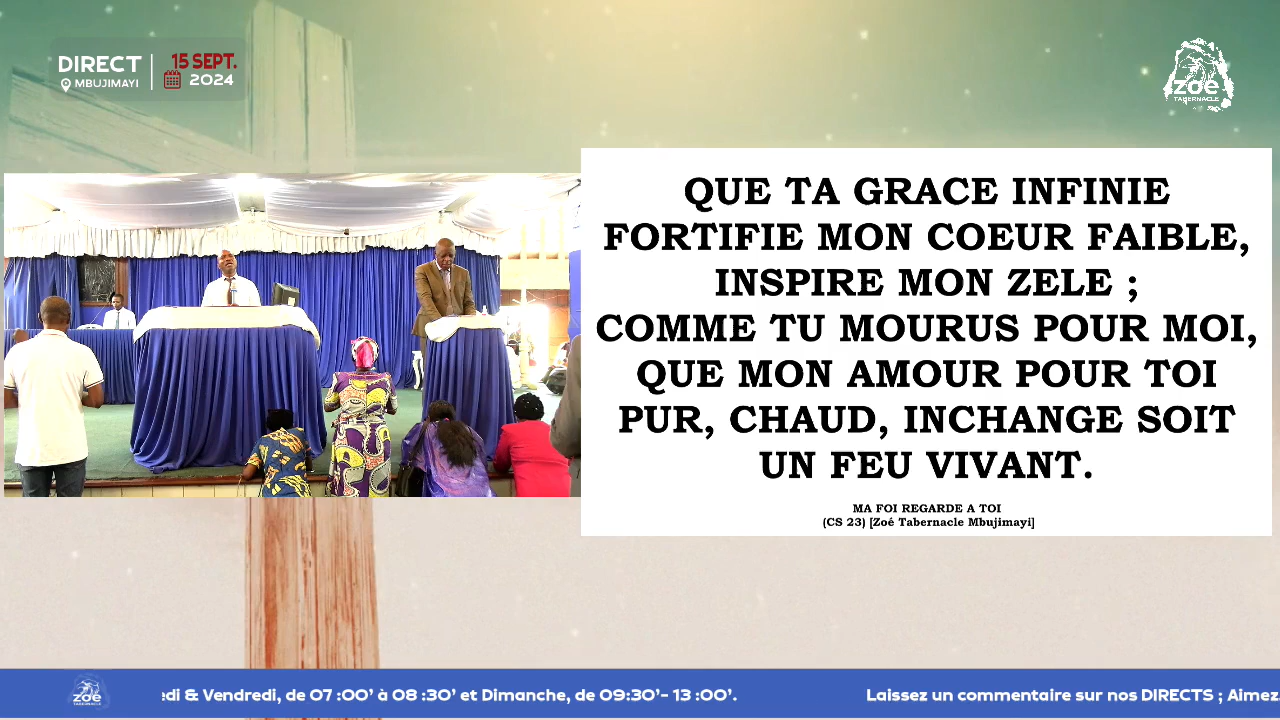 DIRECT
MBUJIMAYI
15 SEPT.
2024
zoe
TABERNACLE
QUE TA GRACE INFINIE
FORTIFIE MON COEUR FAIBLE,
INSPIRE MON ZELE ;
COMME TU MOURUS POUR MOI,
QUE MON AMOUR POUR TOI
PUR, CHAUD, INCHANGE SOIT
UN FEU VIVANT.
MA FOI REGARDE A TOI
(CS 23) [Zoé Tabernacle Mbujimayi]
zoe
TABERNACLE
edi & Vendredi, de 07 :00’ à 08 :30’ et Dimanche, de 09:30’- 13 :00’.
Laissez un commentaire sur nos DIRECTS ; Aimez